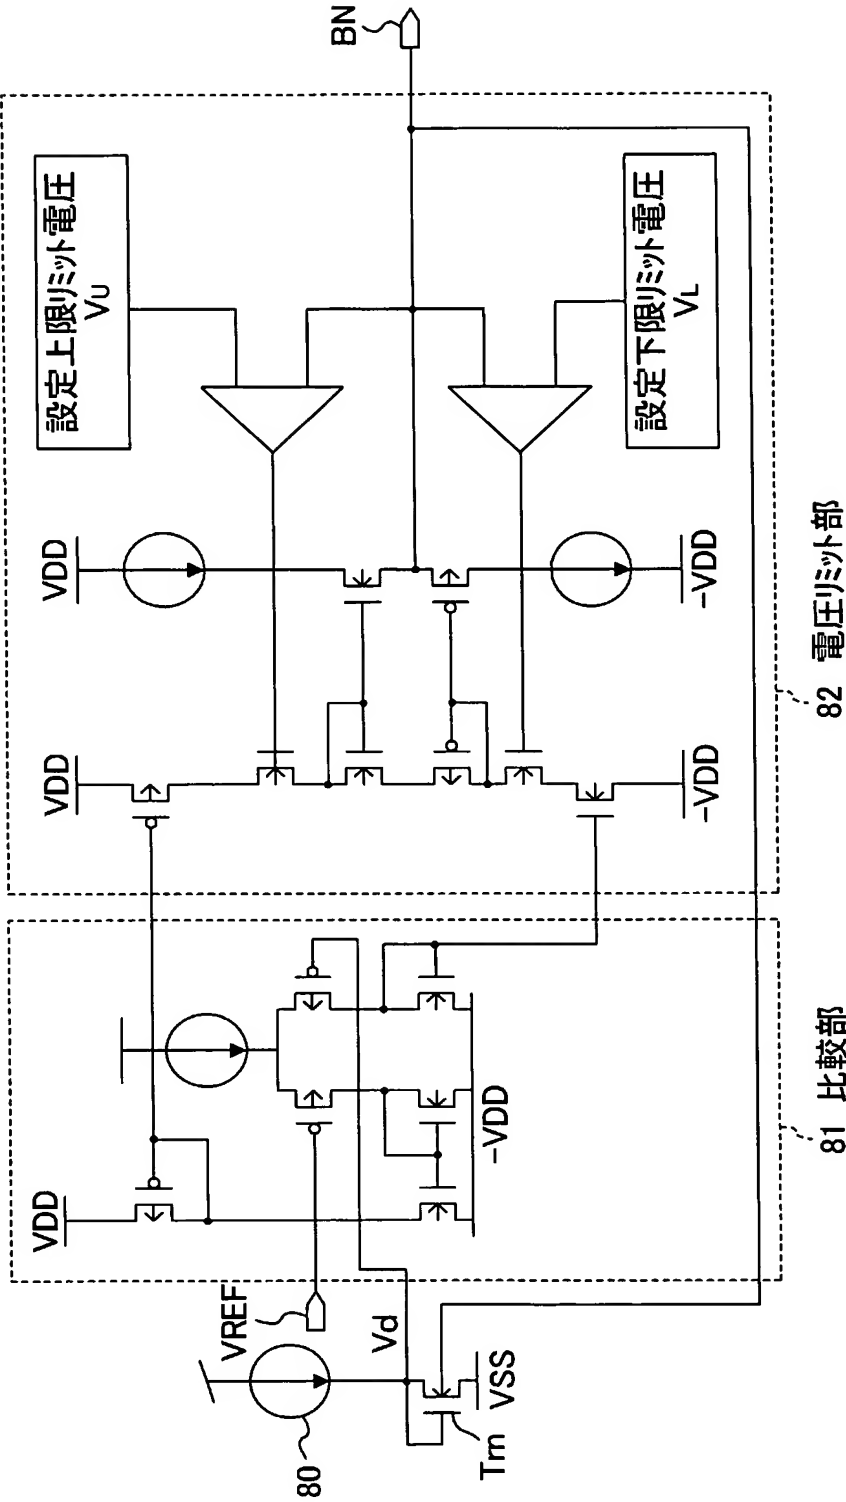 VDD
VDD
VDD
設定上限リミット電圧
VU
BN
VREF
80
Vd
Tm
VSS
-VDD
-VDD
-VDD
設定下限リミット電圧
VL
81 比較部
82 電圧リミット部